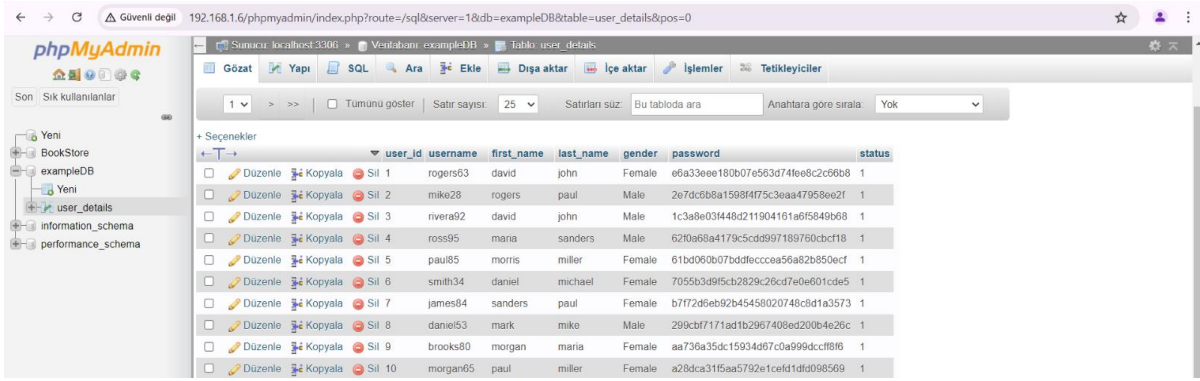 Güvenli değil 192.168.1.6/phpmyadmin/index.php?route=/sql&server=1&db=exampleDB&table=user_details&pos=0
phpMyAdmin
Son Sık kullanılanlar
Yeni
BookStore
exampleDB
Yeni
user_details
information_schema
performance_schema
Sunucu: localhost:3306 » Veritabanı: exampleDB » Tablo: user_details
Gözat Yapı SQL Ara Ekle Dışa aktar İçe aktar İşlemler Tetikleyiciler
1 > >> Tümünü göster Satır sayısı: 25 Satırları süz: Bu tabloda ara Anahtara göre sırala: Yok
+ Seçenekler
←T→ user_id username first_name last_name gender password status
Düzenle Kopyala Sil 1 rogers63 david john Female e6a33eee180b07e563d74fee8c2c66b8 1
Düzenle Kopyala Sil 2 mike28 rogers paul Male 2e7dc6b8a1598f4f75c3eaa47958ee2f 1
Düzenle Kopyala Sil 3 rivera92 david john Male 1c3a8e03f448d211904161a6f5849b68 1
Düzenle Kopyala Sil 4 ross95 maria sanders Male 62f0a68a4179c5cdd997189760cbcf18 1
Düzenle Kopyala Sil 5 paul85 morris miller Female 61bd060b07bddfecccea56a82b850ecf 1
Düzenle Kopyala Sil 6 smith34 daniel michael Female 7055b3d9f5cb2829c26cd7e0e601cde5 1
Düzenle Kopyala Sil 7 james84 sanders paul Female b7f72d6eb92b45458020748c8d1a3573 1
Düzenle Kopyala Sil 8 daniel53 mark mike Male 299cbf7171ad1b2967408ed200b4e26c 1
Düzenle Kopyala Sil 9 brooks80 morgan maria Female aa736a35dc15934d67c0a999dccff8f6 1
Düzenle Kopyala Sil 10 morgan65 paul miller Female a28dca31f5aa5792e1cefd1dfd098569 1